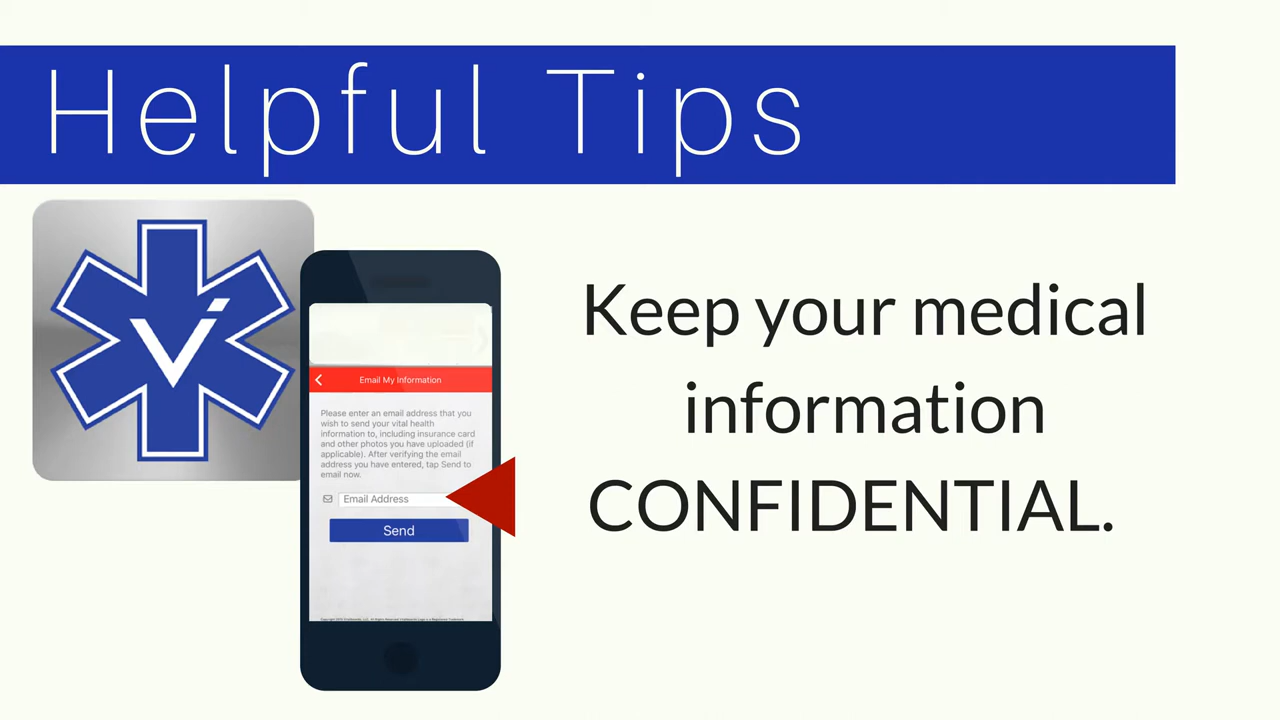 Helpful Tips
Vi
Keep your medical
information
CONFIDENTIAL.
Email My Information
Please enter an email address that you
wish to send your vital health
information to, including insurance card
and other photos you have uploaded (if
applicable). After verifying the email
address you have entered, tap Send to
email now.
Email Address
Send